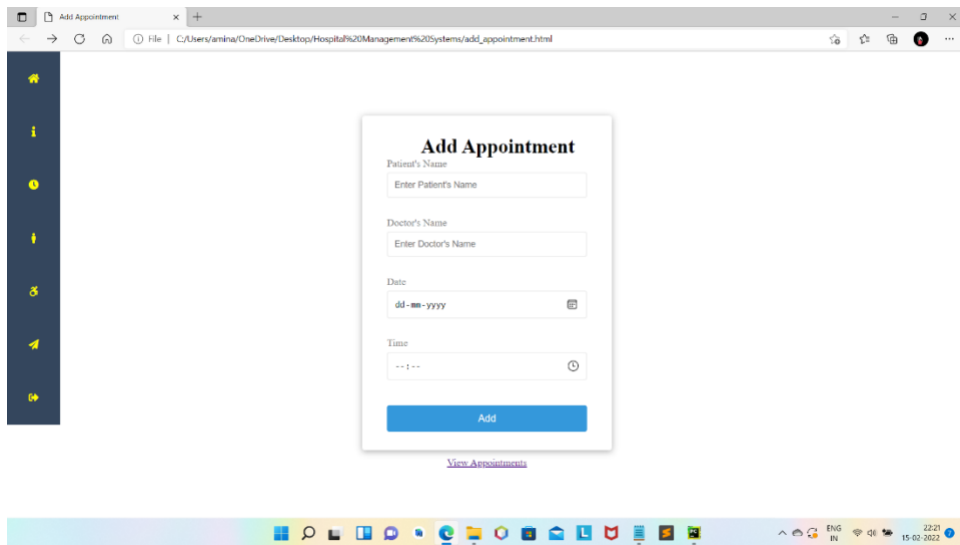 Add Appointment
File | C:/Users/amina/OneDrive/Desktop/Hospital%20Management%20Systems/add_appointment.html
Add Appointment
Patient's Name
Enter Patient's Name
Doctor's Name
Enter Doctor's Name
Date
dd-mm-yyyy
Time
--:--
Add
View Appointments
ENG
IN
22:21
15-02-2022